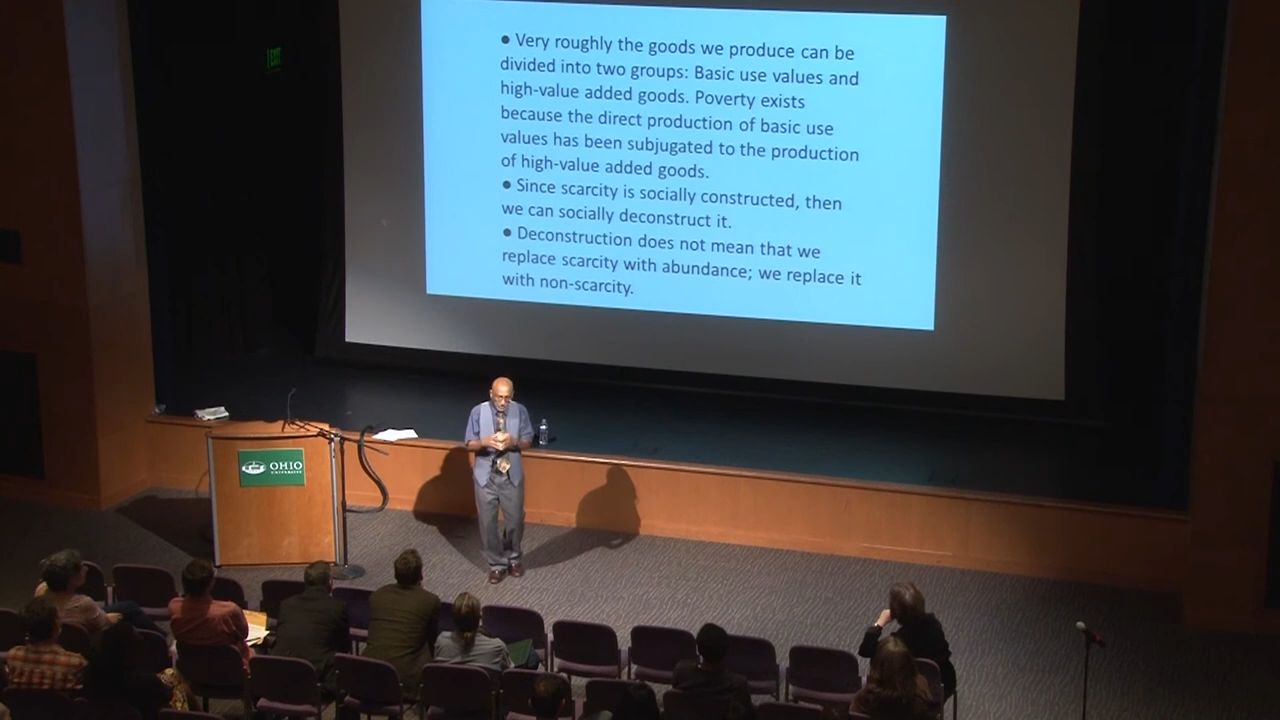 EXIT
• Very roughly the goods we produce can be
divided into two groups: Basic use values and
high-value added goods. Poverty exists
because the direct production of basic use
values has been subjugated to the production
of high-value added goods.
• Since scarcity is socially constructed, then
we can socially deconstruct it.
• Deconstruction does not mean that we
replace scarcity with abundance; we replace it
with non-scarcity.
OHIO
UNIVERSITY